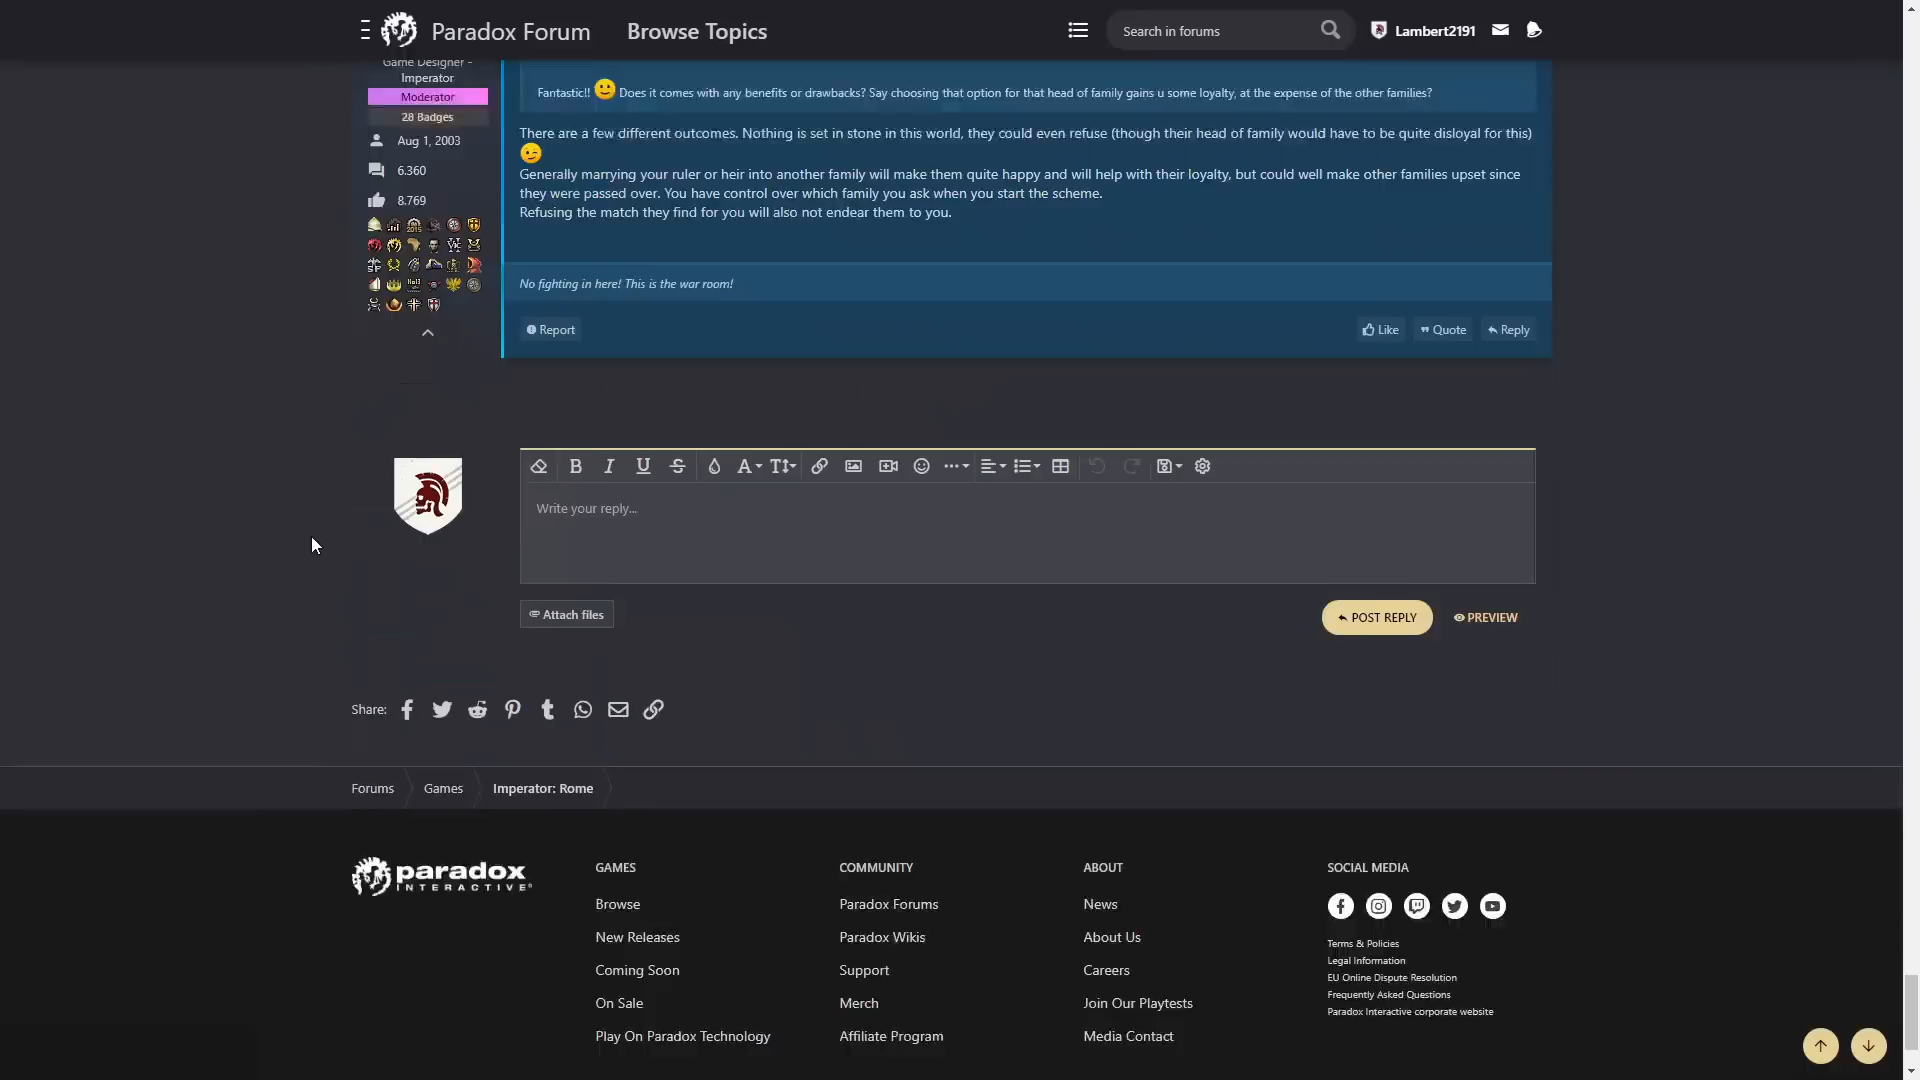 Paradox Forum
Browse Topics
Search in forums
Lambert2191
Game Designer -
Imperator
Moderator
28 Badges
Aug 1, 2003
6.360
8.769
Fantastic!! Does it comes with any benefits or drawbacks? Say choosing that option for that head of family gains u some loyalty, at the expense of the other families?
There are a few different outcomes. Nothing is set in stone in this world, they could even refuse (though their head of family would have to be quite disloyal for this)
Generally marrying your ruler or heir into another family will make them quite happy and will help with their loyalty, but could well make other families upset since
they were passed over. You have control over which family you ask when you start the scheme.
Refusing the match they find for you will also not endear them to you.
No fighting in here! This is the war room!
Report
Like
Quote
Reply
Write your reply...
Attach files
POST REPLY
PREVIEW
Share:
Forums
Games
Imperator: Rome
paradox
INTERACTIVE
GAMES
Browse
New Releases
Coming Soon
On Sale
Play On Paradox Technology
COMMUNITY
Paradox Forums
Paradox Wikis
Support
Merch
Affiliate Program
ABOUT
News
About Us
Careers
Join Our Playtests
Media Contact
SOCIAL MEDIA
Terms & Policies
Legal Information
EU Online Dispute Resolution
Frequently Asked Questions
Paradox Interactive corporate website